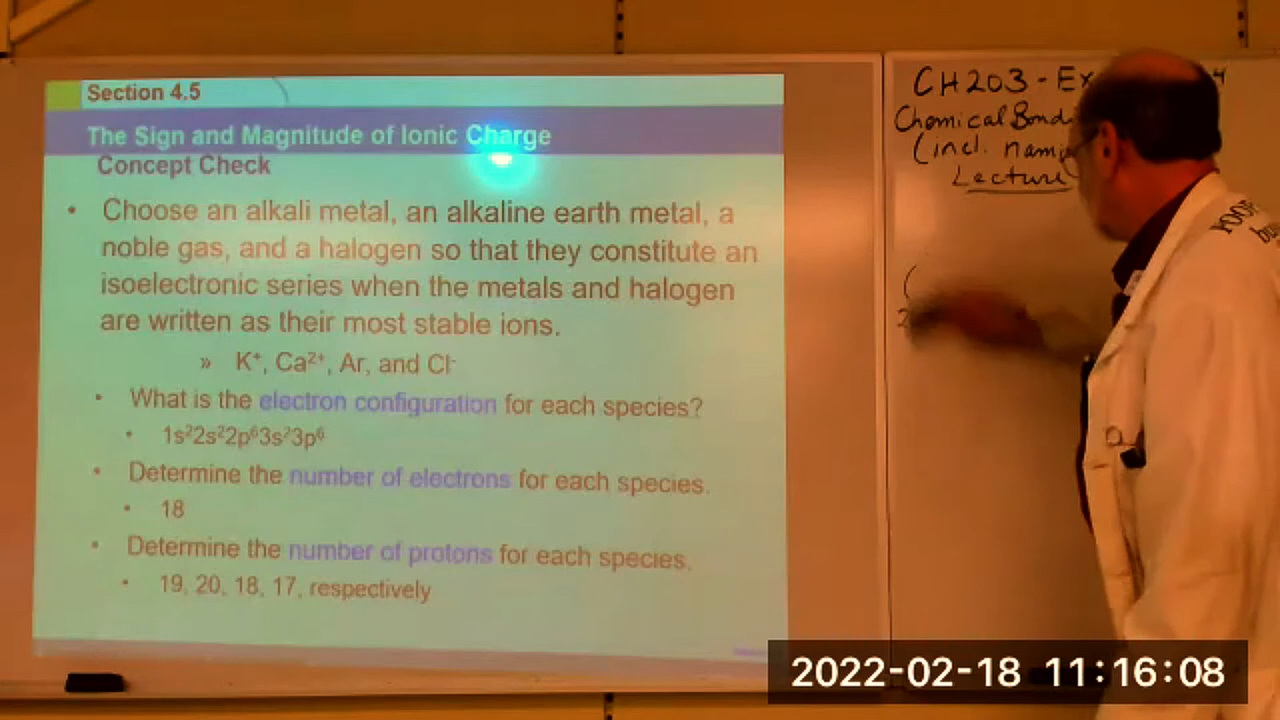 Section 4.5
The Sign and Magnitude of Ionic Charge
Concept Check
• Choose an alkali metal, an alkaline earth metal, a
noble gas, and a halogen so that they constitute an
isoelectronic series when the metals and halogen
are written as their most stable ions.
» K⁺, Ca²⁺, Ar, and Cl⁻
• What is the electron configuration for each species?
• 1s²2s²2p⁶3s²3p⁶
• Determine the number of electrons for each species.
• 18
• Determine the number of protons for each species.
• 19, 20, 18, 17, respectively
CH203 - Ex
Chemical Bond
(incl. nami
Lecture
2022-02-18 11:16:08